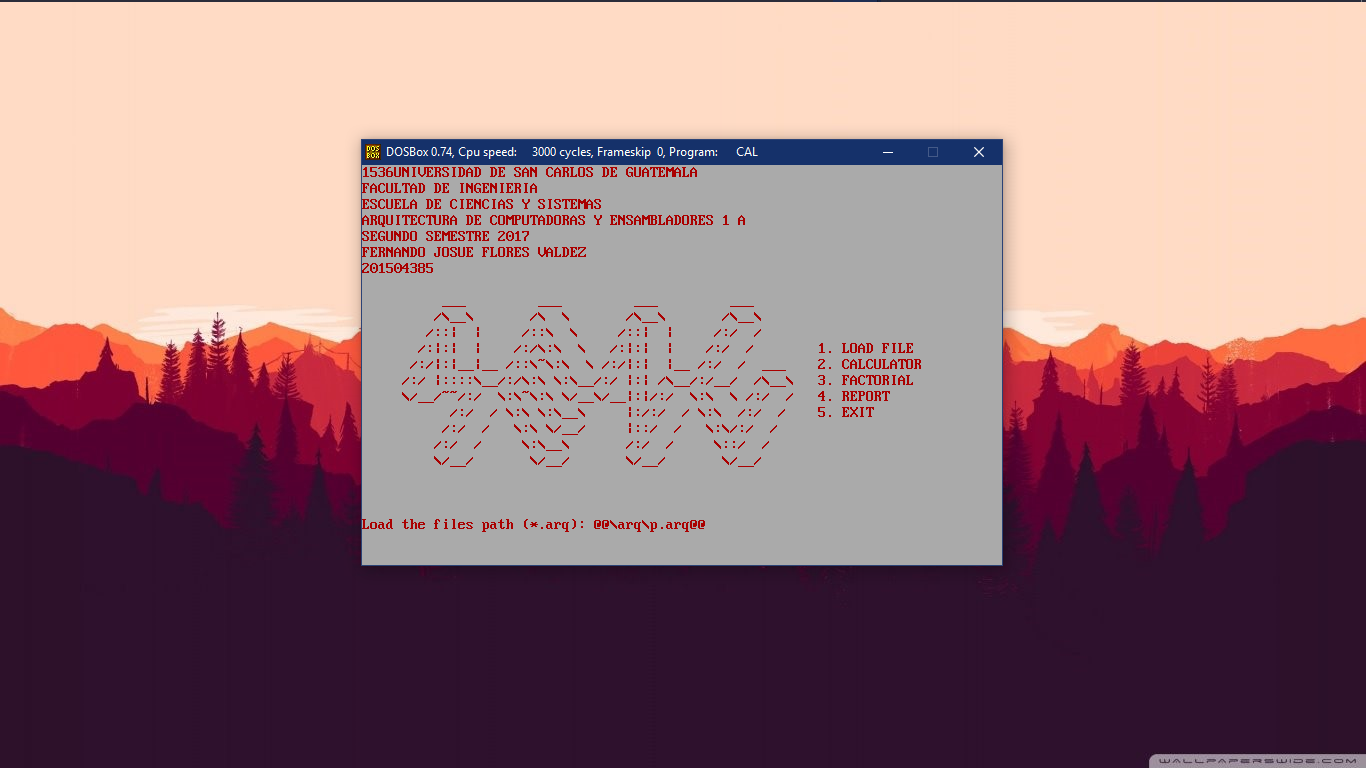 DOSBox 0.74, Cpu speed: 3000 cycles, Frameskip 0, Program: CAL
1536UNIVERSIDAD DE SAN CARLOS DE GUATEMALA
FACULTAD DE INGENIERIA
ESCUELA DE CIENCIAS Y SISTEMAS
ARQUITECTURA DE COMPUTADORAS Y ENSAMBLADORES 1 A
SEGUNDO SEMESTRE 2017
FERNANDO JOSUE FLORES VALDEZ
201504385
1. LOAD FILE
2. CALCULATOR
3. FACTORIAL
4. REPORT
5. EXIT
Load the files path (*.arq): @@\arq\p.arq@@
WALLPAPERSWIDE.COM